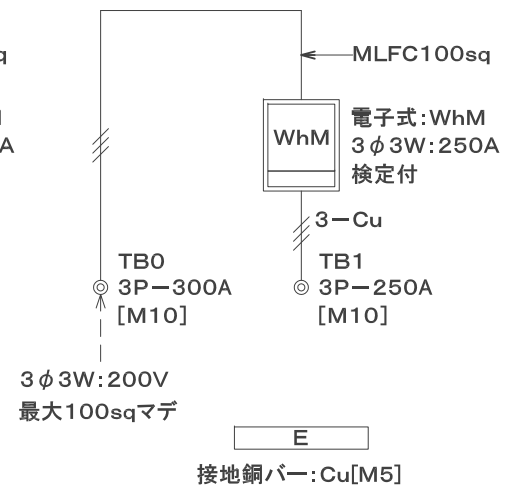 q
A
MLFC100sq
WhM
電子式:WhM
3φ3W:250A
検定付
3－Cu
TB0
3P－300A
[M10]
TB1
3P－250A
[M10]
3φ3W:200V
最大100sqマデ
E
接地銅バー:Cu[M5]